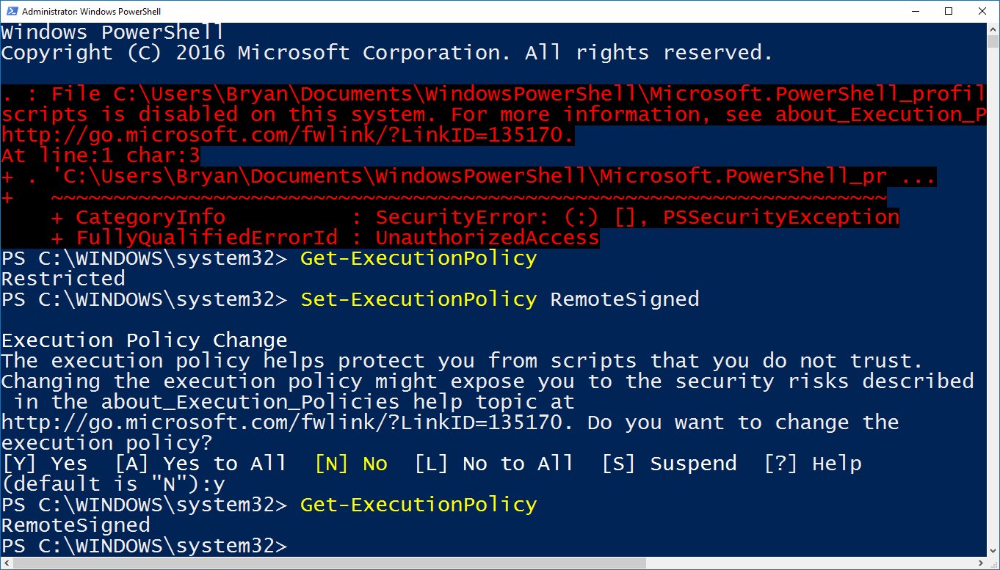 Administrator: Windows PowerShell
Windows PowerShell
Copyright (C) 2016 Microsoft Corporation. All rights reserved.
. : File C:\Users\Bryan\Documents\WindowsPowerShell\Microsoft.PowerShell_profil
scripts is disabled on this system. For more information, see about_Execution_P
http://go.microsoft.com/fwlink/?LinkID=135170.
At line:1 char:3
+ . 'C:\Users\Bryan\Documents\WindowsPowerShell\Microsoft.PowerShell_pr ...
+   ~~~~~~~~~~~~~~~~~~~~~~~~~~~~~~~~~~~~~~~~~~~~~~~~~~~~~~~~~~~~~~~~~~~
    + CategoryInfo          : SecurityError: (:) [], PSSecurityException
    + FullyQualifiedErrorId : UnauthorizedAccess
PS C:\WINDOWS\system32> Get-ExecutionPolicy
Restricted
PS C:\WINDOWS\system32> Set-ExecutionPolicy RemoteSigned
Execution Policy Change
The execution policy helps protect you from scripts that you do not trust.
Changing the execution policy might expose you to the security risks described
 in the about_Execution_Policies help topic at
http://go.microsoft.com/fwlink/?LinkID=135170. Do you want to change the
execution policy?
[Y] Yes  [A] Yes to All  [N] No  [L] No to All  [S] Suspend  [?] Help
(default is "N"):y
PS C:\WINDOWS\system32> Get-ExecutionPolicy
RemoteSigned
PS C:\WINDOWS\system32>